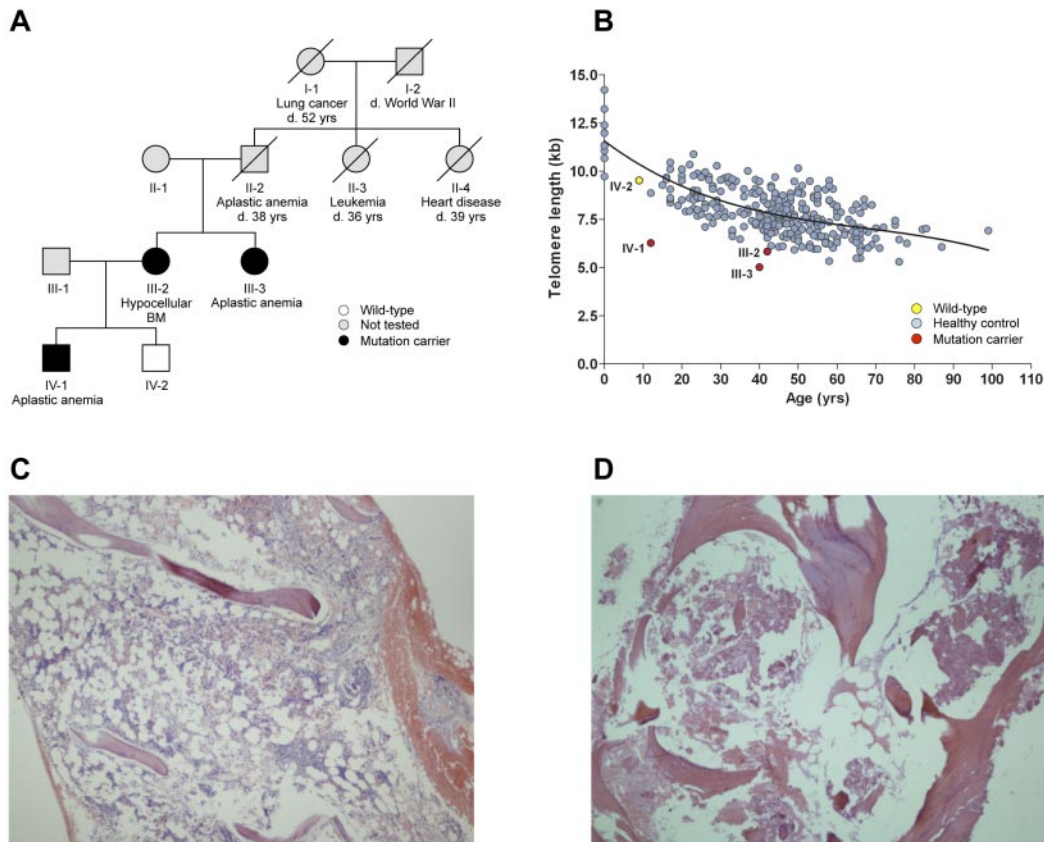 A
I-1
Lung cancer
d. 52 yrs
I-2
d. World War II
II-1
II-2
Aplastic anemia
d. 38 yrs
II-3
Leukemia
d. 36 yrs
II-4
Heart disease
d. 39 yrs
III-1
III-2
Hypocellular
BM
III-3
Aplastic anemia
Wild-type
Not tested
Mutation carrier
IV-1
Aplastic anemia
IV-2
B
Telomere length (kb)
15.0
12.5
10.0
7.5
5.0
2.5
0.0
IV-2
IV-1
III-2
III-3
Wild-type
Healthy control
Mutation carrier
0 10 20 30 40 50 60 70 80 90 100 110
Age (yrs)
C
D